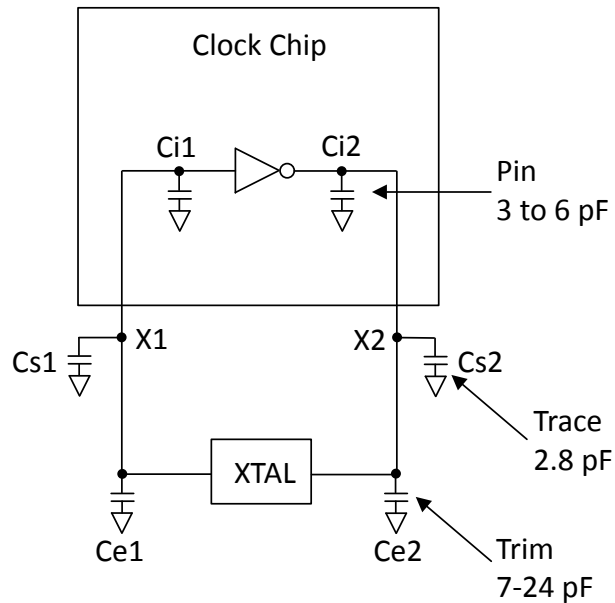 Clock Chip
Ci1
Ci2
Pin
3 to 6 pF
X1
X2
Cs1
Cs2
Trace
2.8 pF
XTAL
Ce1
Ce2
Trim
7-24 pF